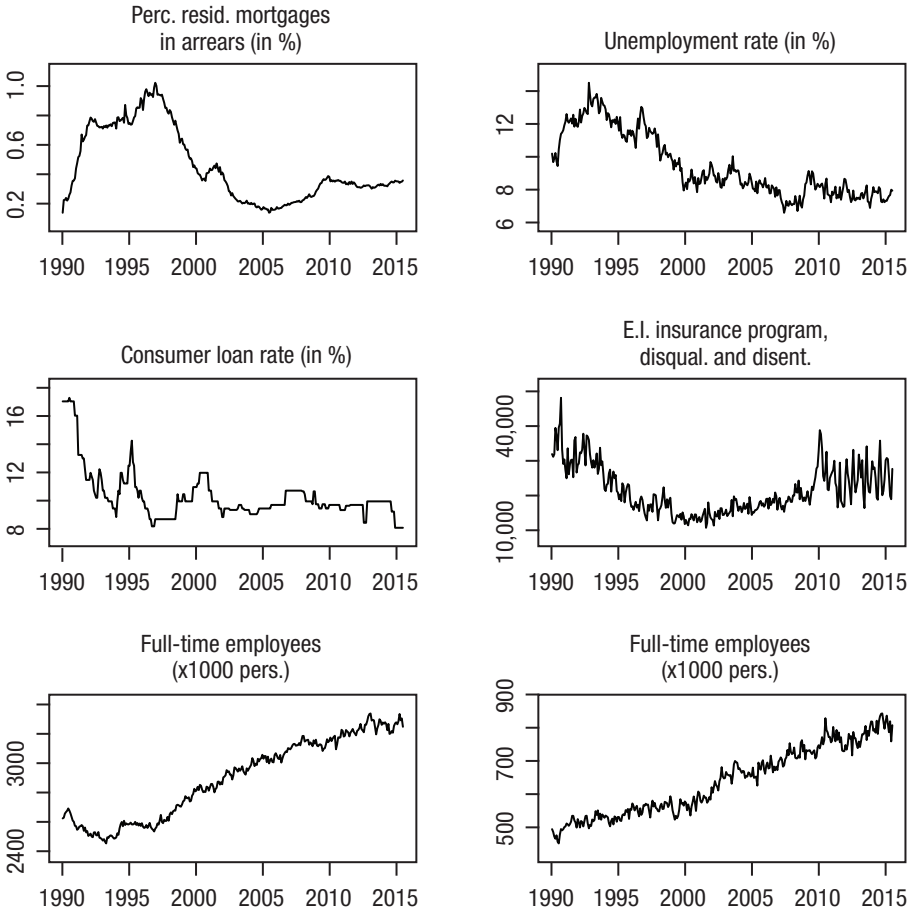 Perc. resid. mortgages
in arrears (in %)
1.0
0.6
0.2
1990 1995 2000 2005 2010 2015
Unemployment rate (in %)
12
8
6
1990 1995 2000 2005 2010 2015
Consumer loan rate (in %)
16
12
8
1990 1995 2000 2005 2010 2015
E.I. insurance program,
disqual. and disent.
40,000
10,000
1990 1995 2000 2005 2010 2015
Full-time employees
(x1000 pers.)
3000
2400
1990 1995 2000 2005 2010 2015
Full-time employees
(x1000 pers.)
900
700
500
1990 1995 2000 2005 2010 2015